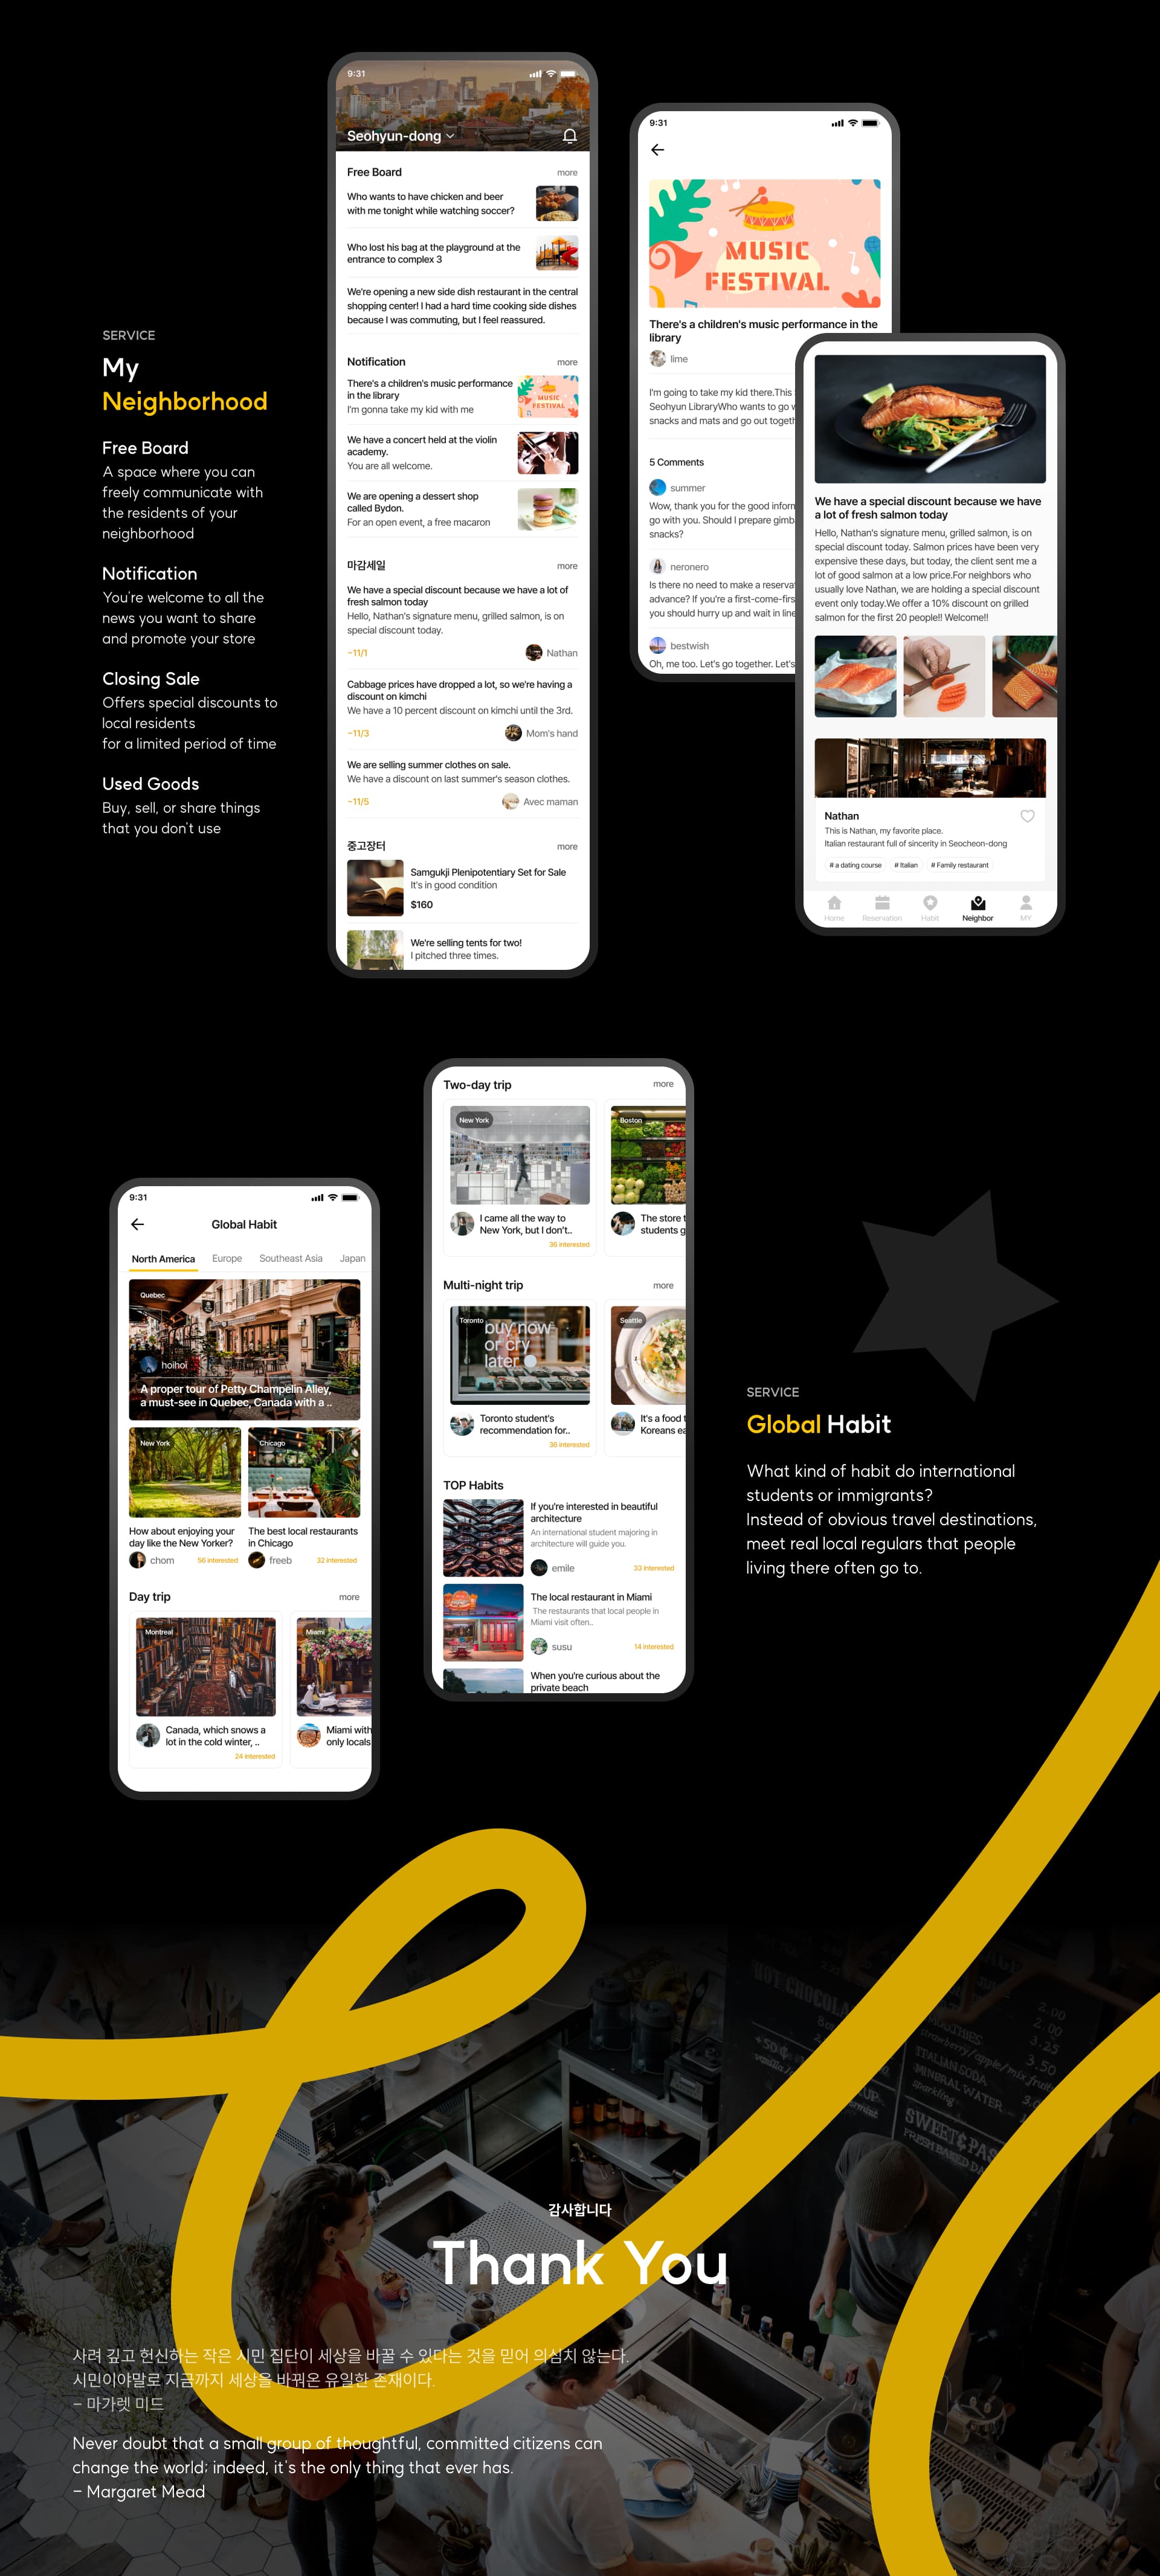 SERVICE
My
Neighborhood
Free Board
A space where you can
freely communicate with
the residents of your
neighborhood
Notification
You're welcome to all the
news you want to share
and promote your store
Closing Sale
Offers special discounts to
local residents
for a limited period of time
Used Goods
Buy, sell, or share things
that you don't use
9:31
Seohyun-dong
Free Board more
Who wants to have chicken and beer
with me tonight while watching soccer?
Who lost his bag at the playground at the
entrance to complex 3
We're opening a new side dish restaurant in the central
shopping center! I had a hard time cooking side dishes
because I was commuting, but I feel reassured.
Notification more
There's a children's music performance
in the library
I'm gonna take my kid with me
MUSIC
FESTIVAL
We have a concert held at the violin
academy.
You are all welcome.
We are opening a dessert shop
called Bydon.
For an open event, a free macaron
마감세일 more
We have a special discount because we have a lot of
fresh salmon today
Hello, Nathan's signature menu, grilled salmon, is on
special discount today.
~11/1 Nathan
Cabbage prices have dropped a lot, so we're having a
discount on kimchi
We have a 10 percent discount on kimchi until the 3rd.
~11/3 Mom's hand
We are selling summer clothes on sale.
We have a discount on last summer's season clothes.
~11/5 Avec maman
중고장터 more
Samgukji Plenipotentiary Set for Sale
It's in good condition
$160
We're selling tents for two!
I pitched three times.
9:31
MUSIC
FESTIVAL
There's a children's music performance in the
library
lime
I'm going to take my kid there.This
Seohyun LibraryWho wants to go w
snacks and mats and go out togeth
5 Comments
summer
Wow, thank you for the good inform
go with you. Should I prepare gimb
snacks?
neronero
Is there no need to make a reserva
advance? If you're a first-come-firs
you should hurry up and wait in line
bestwish
Oh, me too. Let's go together. Let's
We have a special discount because we have
a lot of fresh salmon today
Hello, Nathan's signature menu, grilled salmon, is on
special discount today. Salmon prices have been very
expensive these days, but today, the client sent me a
lot of good salmon at a low price.For neighbors who
usually love Nathan, we are holding a special discount
event only today.We offer a 10% discount on grilled
salmon for the first 20 people!! Welcome!!
Nathan
This is Nathan, my favorite place.
Italian restaurant full of sincerity in Seocheon-dong
# a dating course # Italian # Family restaurant
Home Reservation Habit Neighbor MY
9:31
Global Habit
North America Europe Southeast Asia Japan
Quebec
hoihoi
A proper tour of Petty Champelin Alley,
a must-see in Quebec, Canada with a ..
New York
How about enjoying your
day like the New Yorker?
chom 56 interested
Chicago
The best local restaurants
in Chicago
freeb 32 interested
Day trip more
Montreal
Canada, which snows a
lot in the cold winter, ..
24 interested
Miami
Miami with
only locals
Two-day trip more
New York
I came all the way to
New York, but I don't..
36 interested
Boston
The store t
students g
Multi-night trip more
Toronto
buy now
or cry
later
Toronto student's
recommendation for..
36 interested
Seattle
It's a food t
Koreans ea
TOP Habits
If you're interested in beautiful
architecture
An international student majoring in
architecture will guide you.
emile 33 interested
The local restaurant in Miami
The restaurants that local people in
Miami visit often..
susu 14 interested
When you're curious about the
private beach
SERVICE
Global Habit
What kind of habit do international
students or immigrants?
Instead of obvious travel destinations,
meet real local regulars that people
living there often go to.
HOT CHOCOLA
2.00
2.00
3.25
3.50
strawberry/apple/mix fruit
ITALIAN SODA
MINERAL WATER
sparkling
SWEET & PAS
FRESH BAKED DA
감사합니다
Thank You
사려 깊고 헌신하는 작은 시민 집단이 세상을 바꿀 수 있다는 것을 믿어 의심치 않는다.
시민이야말로 지금까지 세상을 바꿔온 유일한 존재이다.
– 마가렛 미드
Never doubt that a small group of thoughtful, committed citizens can
change the world; indeed, it's the only thing that ever has.
– Margaret Mead